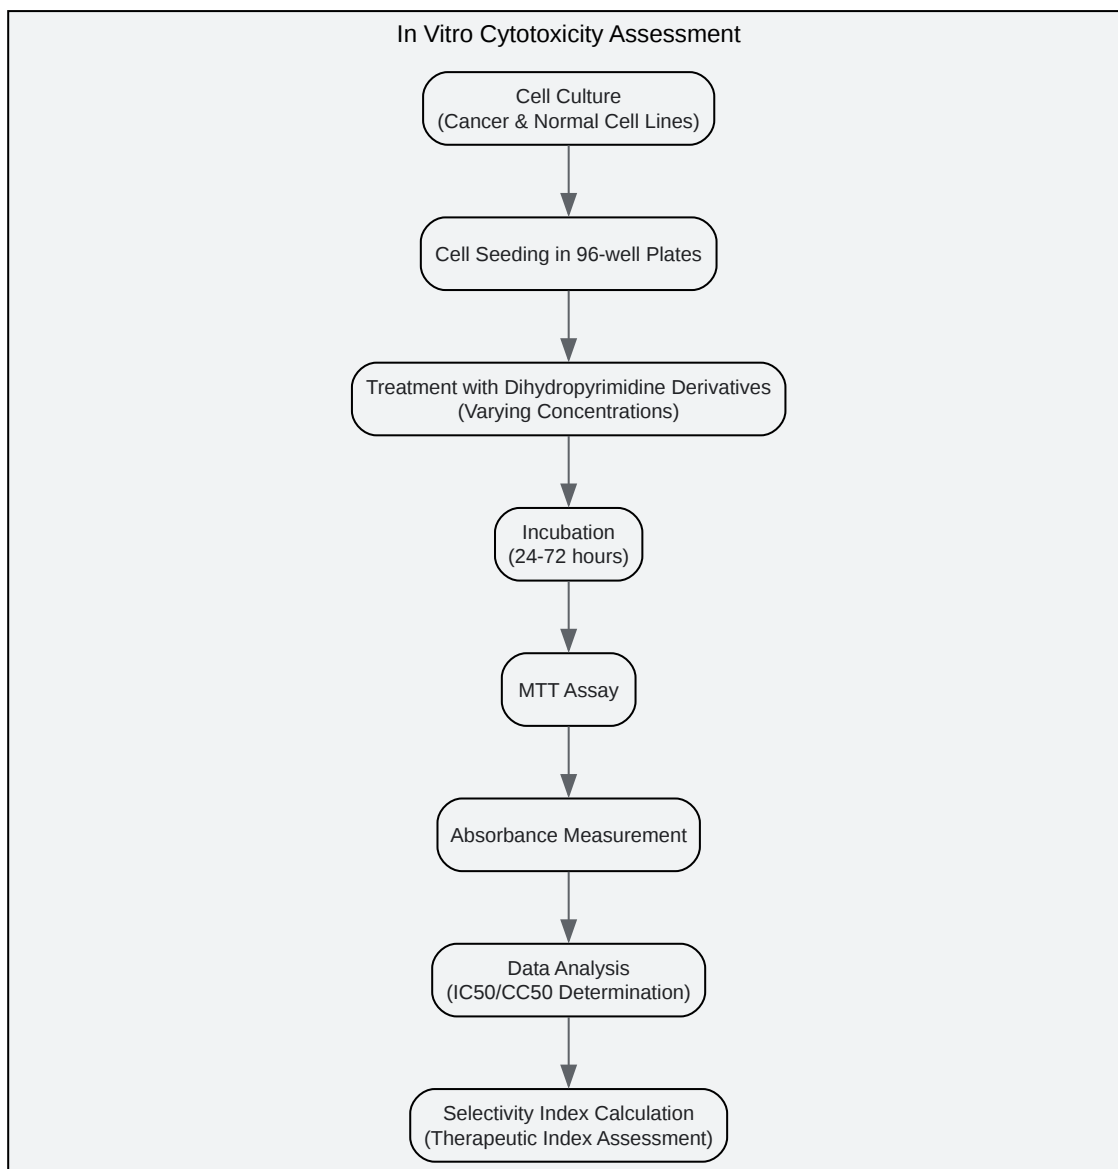 In Vitro Cytotoxicity Assessment
Cell Culture
(Cancer & Normal Cell Lines)
Cell Seeding in 96-well Plates
Treatment with Dihydropyrimidine Derivatives
(Varying Concentrations)
Incubation
(24-72 hours)
MTT Assay
Absorbance Measurement
Data Analysis
(IC50/CC50 Determination)
Selectivity Index Calculation
(Therapeutic Index Assessment)